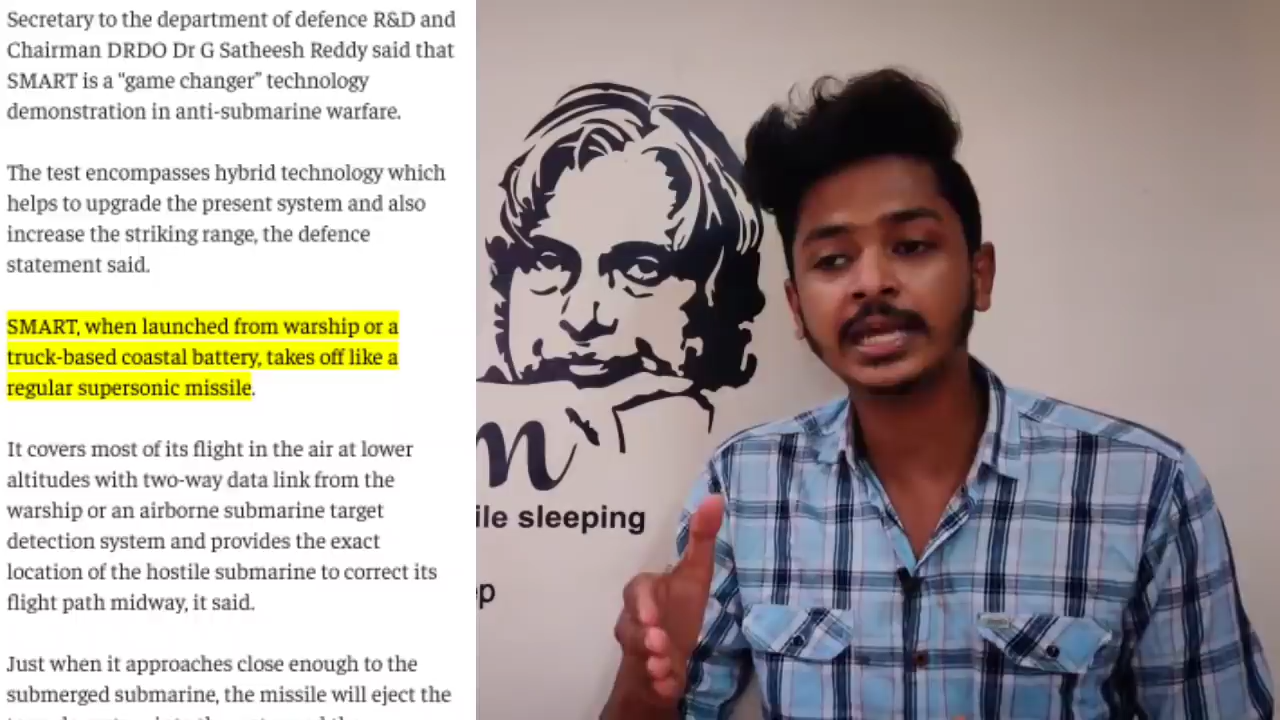 Secretary to the department of defence R&D and
Chairman DRDO Dr G Satheesh Reddy said that
SMART is a “game changer” technology
demonstration in anti-submarine warfare.
The test encompasses hybrid technology which
helps to upgrade the present system and also
increase the striking range, the defence
statement said.
SMART, when launched from warship or a
truck-based coastal battery, takes off like a
regular supersonic missile.
It covers most of its flight in the air at lower
altitudes with two-way data link from the
warship or an airborne submarine target
detection system and provides the exact
location of the hostile submarine to correct its
flight path midway, it said.
Just when it approaches close enough to the
submerged submarine, the missile will eject the
m
ile sleeping
p